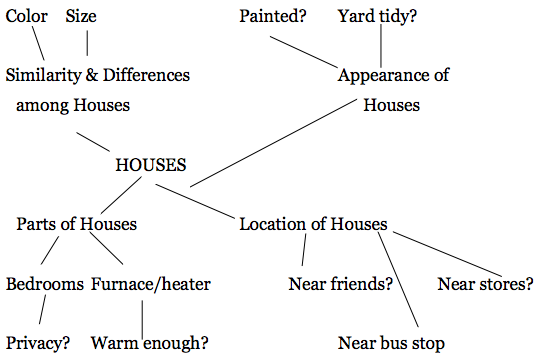 Color Size Painted? Yard tidy?
Similarity & Differences Appearance of
among Houses Houses
HOUSES
Parts of Houses Location of Houses
Bedrooms Furnace/heater Near friends? Near stores?
Privacy? Warm enough? Near bus stop